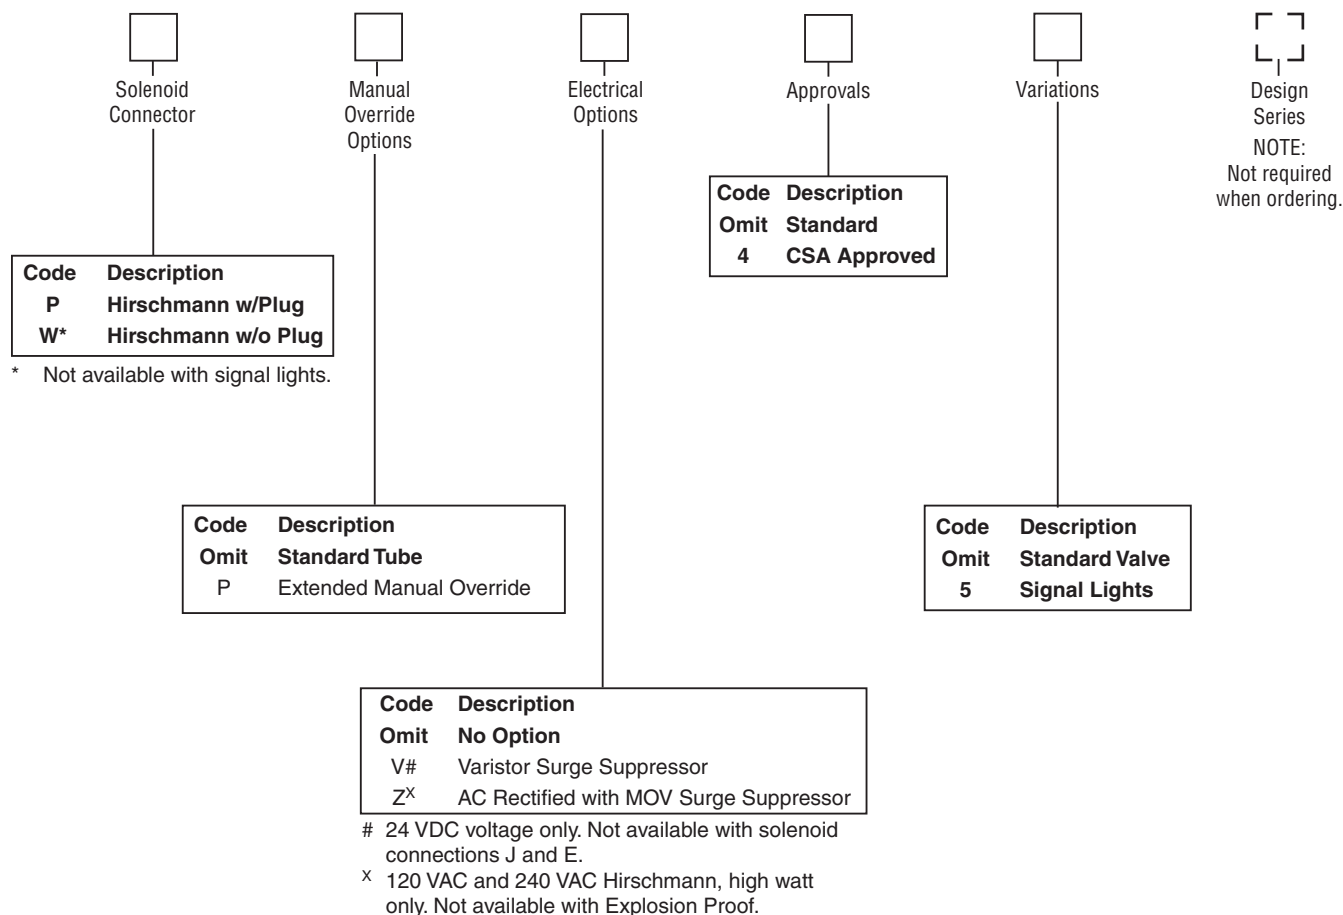 Solenoid
Connector
Manual
Override
Options
Electrical
Options
Approvals
Variations
Design
Series
NOTE:
Not required
when ordering.
Code Description
Omit Standard
4 CSA Approved
Code Description
P Hirschmann w/Plug
W* Hirschmann w/o Plug
* Not available with signal lights.
Code Description
Omit Standard Tube
P Extended Manual Override
Code Description
Omit Standard Valve
5 Signal Lights
Code Description
Omit No Option
V# Varistor Surge Suppressor
ZX AC Rectified with MOV Surge Suppressor
# 24 VDC voltage only. Not available with solenoid
connections J and E.
X 120 VAC and 240 VAC Hirschmann, high watt
only. Not available with Explosion Proof.